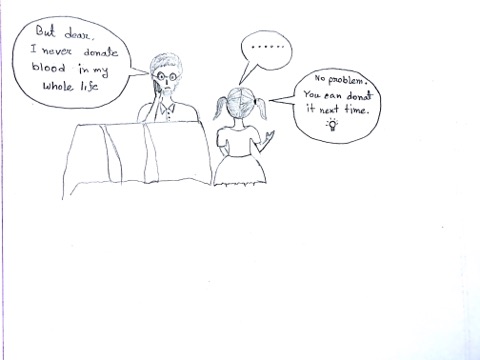 But dear.
I never donate
blood in my
whole life
......
No problem.
You can donat
it next time.